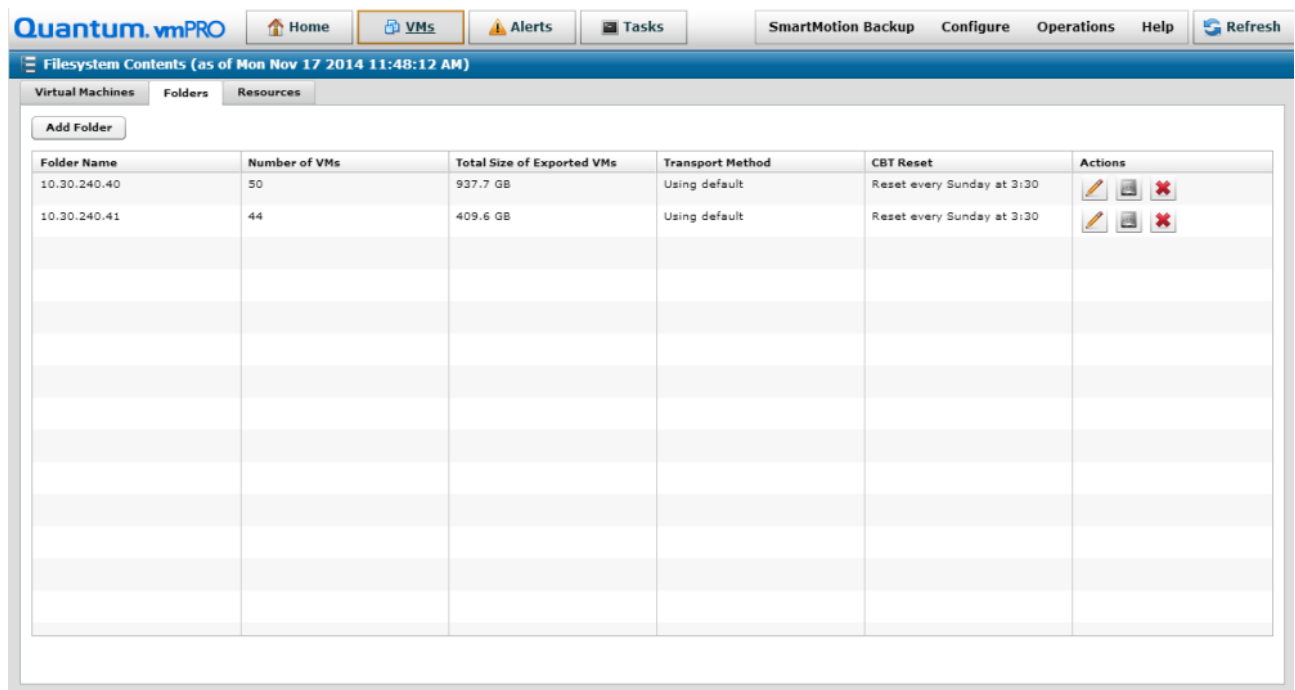 Quantum. vmPRO Home VMs Alerts Tasks SmartMotion Backup Configure Operations Help Refresh
Filesystem Contents (as of Mon Nov 17 2014 11:48:12 AM)
Virtual Machines Folders Resources
Add Folder
Folder Name Number of VMs Total Size of Exported VMs Transport Method CBT Reset Actions
10.30.240.40 50 937.7 GB Using default Reset every Sunday at 3:30
10.30.240.41 44 409.6 GB Using default Reset every Sunday at 3:30